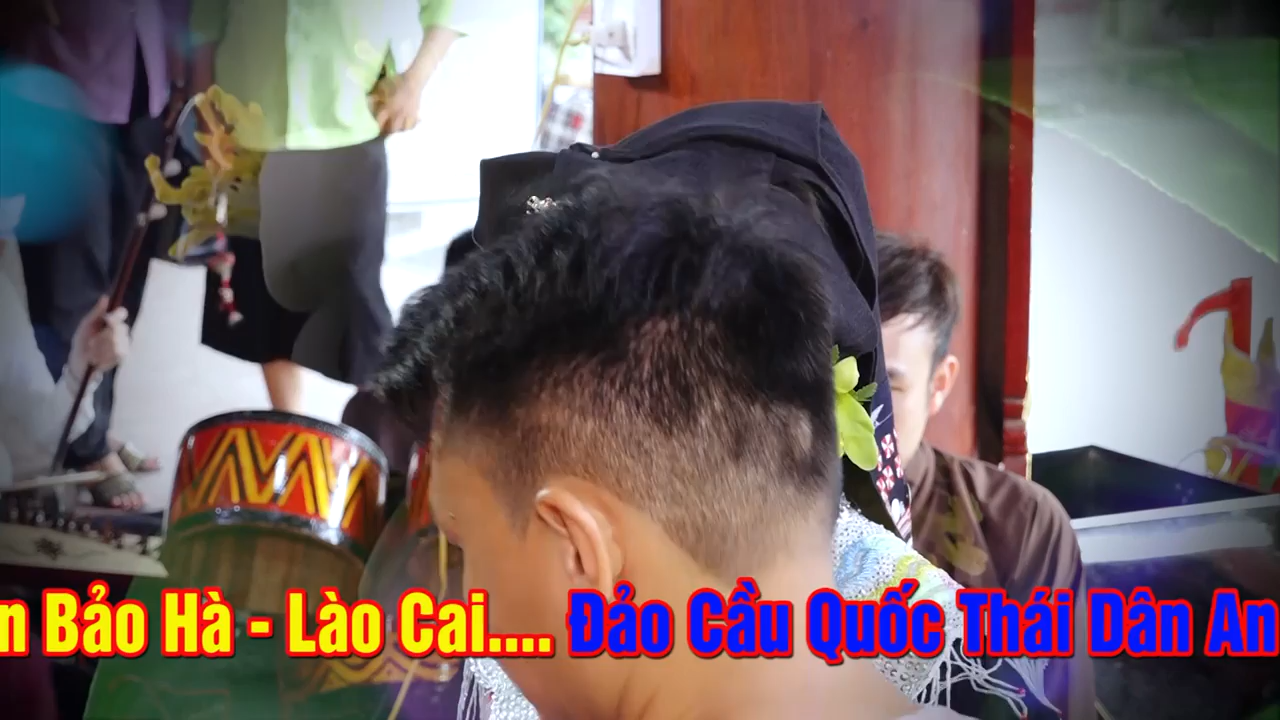 n Bảo Hà - Lào Cai.... Đảo Cầu Quốc Thái Dân An